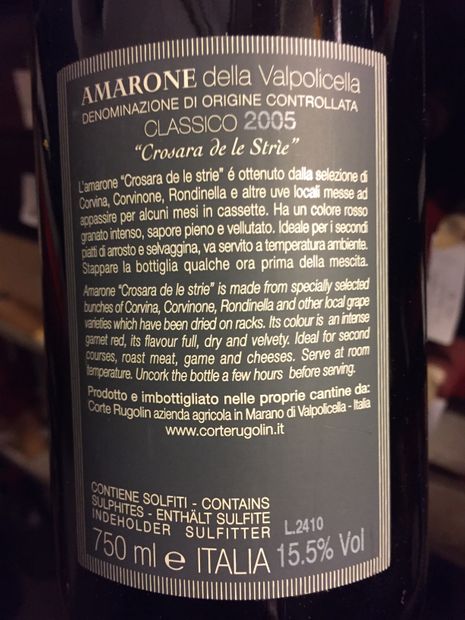 AMARONE della Valpolicella
DENOMINAZIONE DI ORIGINE CONTROLLATA
CLASSICO 2005
"Crosara de le Strie"
L'amarone "Crosara de le strie" é ottenuto dalla selezione di
Corvina, Corvinone, Rondinella e altre uve locali messe ad
appassire per alcuni mesi in cassette. Ha un colore rosso
granato intenso, sapore pieno e vellutato. Ideale per i secondi
piatti di arrosto e selvaggina, va servito a temperatura ambiente.
Stappare la bottiglia qualche ora prima della mescita.
Amarone "Crosara de le strie" is made from specially selected
bunches of Corvina, Corvinone, Rondinella and other local grape
varieties which have been dried on racks. Its colour is an intense
garnet red, its flavour full, dry and velvety. Ideal for second
courses, roast meat, game and cheeses. Serve at room
temperature. Uncork the bottle a few hours before serving.
Prodotto e imbottigliato nelle proprie cantine da:
Corte Rugolin azienda agricola in Marano di Valpolicella - Italia
www.corterugolin.it
CONTIENE SOLFITI - CONTAINS
SULPHITES - ENTHÄLT SULFITE
INDEHOLDER SULFITTER
L.2410
750 ml e ITALIA 15.5% Vol